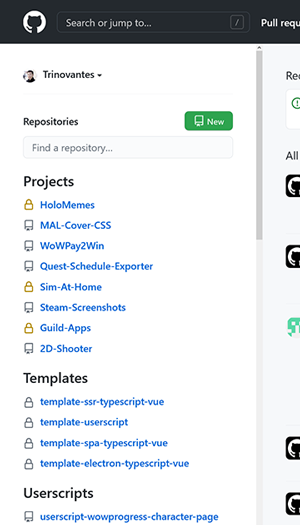 Search or jump to... / Pull requ
Trinovantes
Rec
Repositories New
Find a repository...
All
Projects
HoloMemes
MAL-Cover-CSS
WoWPay2Win
Quest-Schedule-Exporter
Sim-At-Home
Steam-Screenshots
Guild-Apps
2D-Shooter
Templates
template-ssr-typescript-vue
template-userscript
template-spa-typescript-vue
template-electron-typescript-vue
Userscripts
userscript-wowprogress-character-page